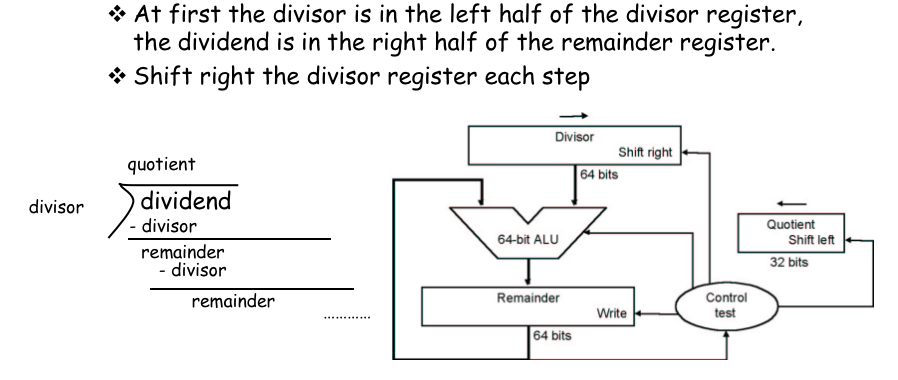 ❖ At first the divisor is in the left half of the divisor register,
the dividend is in the right half of the remainder register.
❖ Shift right the divisor register each step
quotient
divisor
dividend
- divisor
remainder
- divisor
remainder
............
Divisor
Shift right
64 bits
64-bit ALU
Quotient
Shift left
32 bits
Remainder
Write
64 bits
Control
test